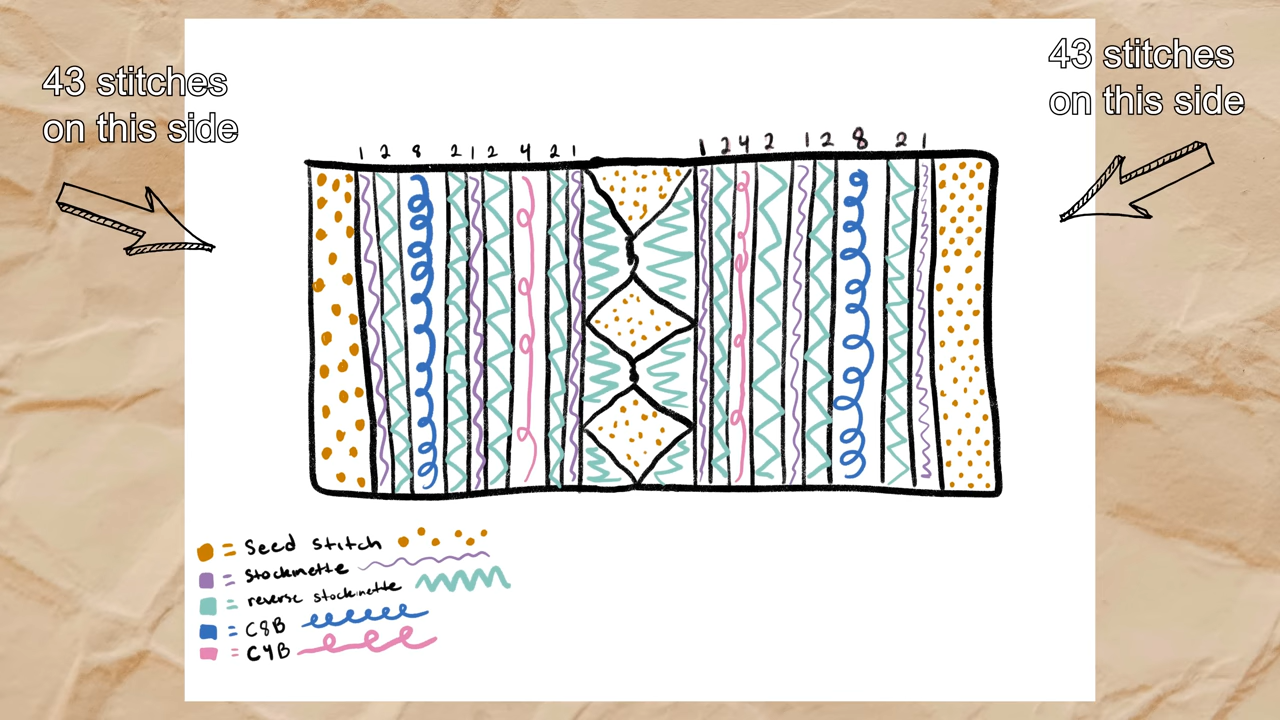 43 stitches
on this side
43 stitches
on this side
1 2 8 2 1 2 4 2 1 1 2 4 2 1 2 8 2 1
= Seed stitch
= Stockinette
= reverse stockinette
= C8B
= C4B